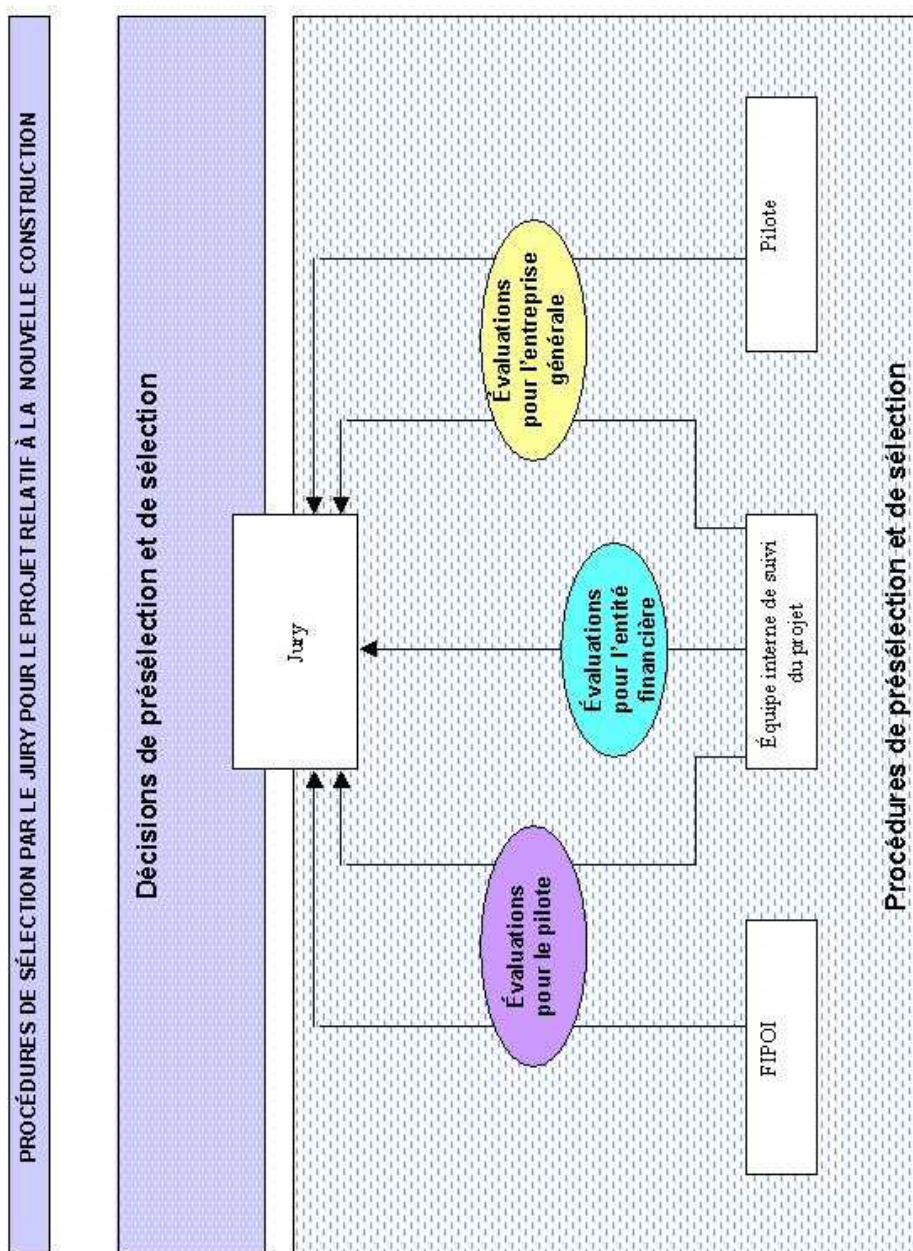 PROCÉDURES DE SÉLECTION PAR LE JURY POUR LE PROJET RELATIF À LA NOUVELLE CONSTRUCTION
Décisions de présélection et de sélection
Jury
Évaluations
pour le pilote
Évaluations
pour l'entité
financière
Évaluations
pour l'entreprise
générale
FIPOI
Équipe interne de suivi
du projet
Pilote
Procédures de présélection et de sélection